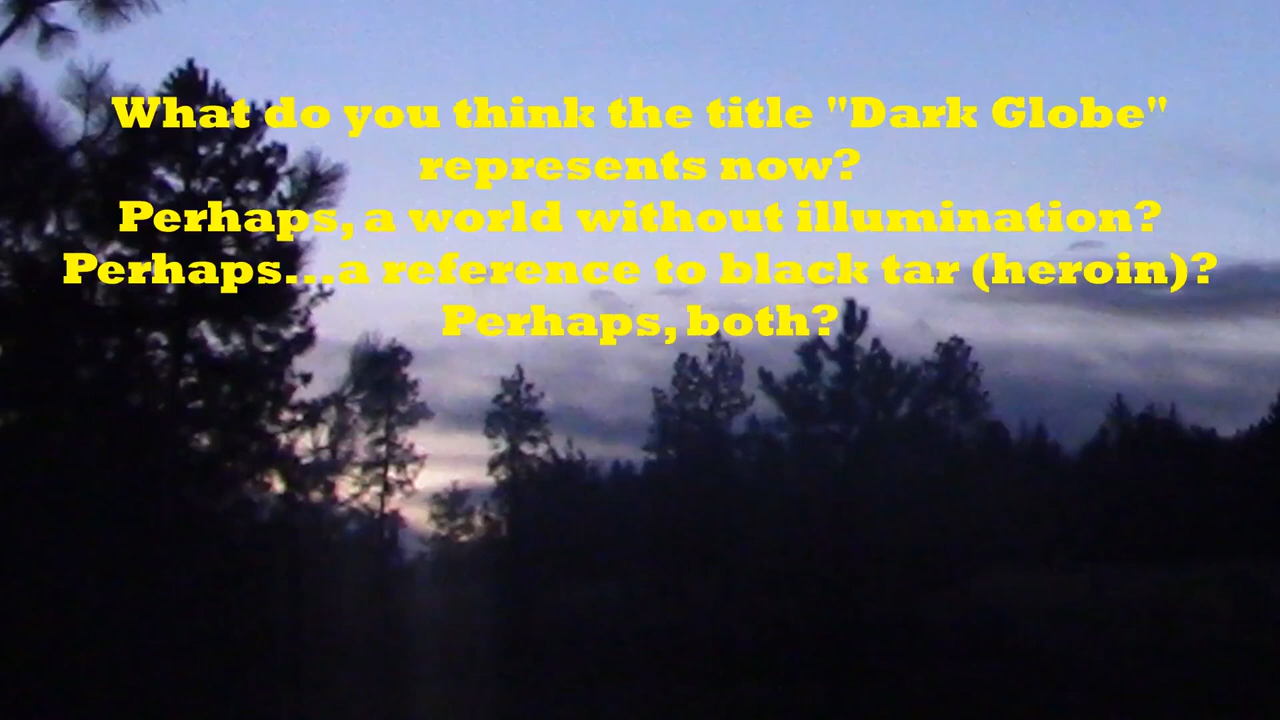 What do you think the title "Dark Globe"
represents now?
Perhaps, a world without illumination?
Perhaps...a reference to black tar (heroin)?
Perhaps, both?